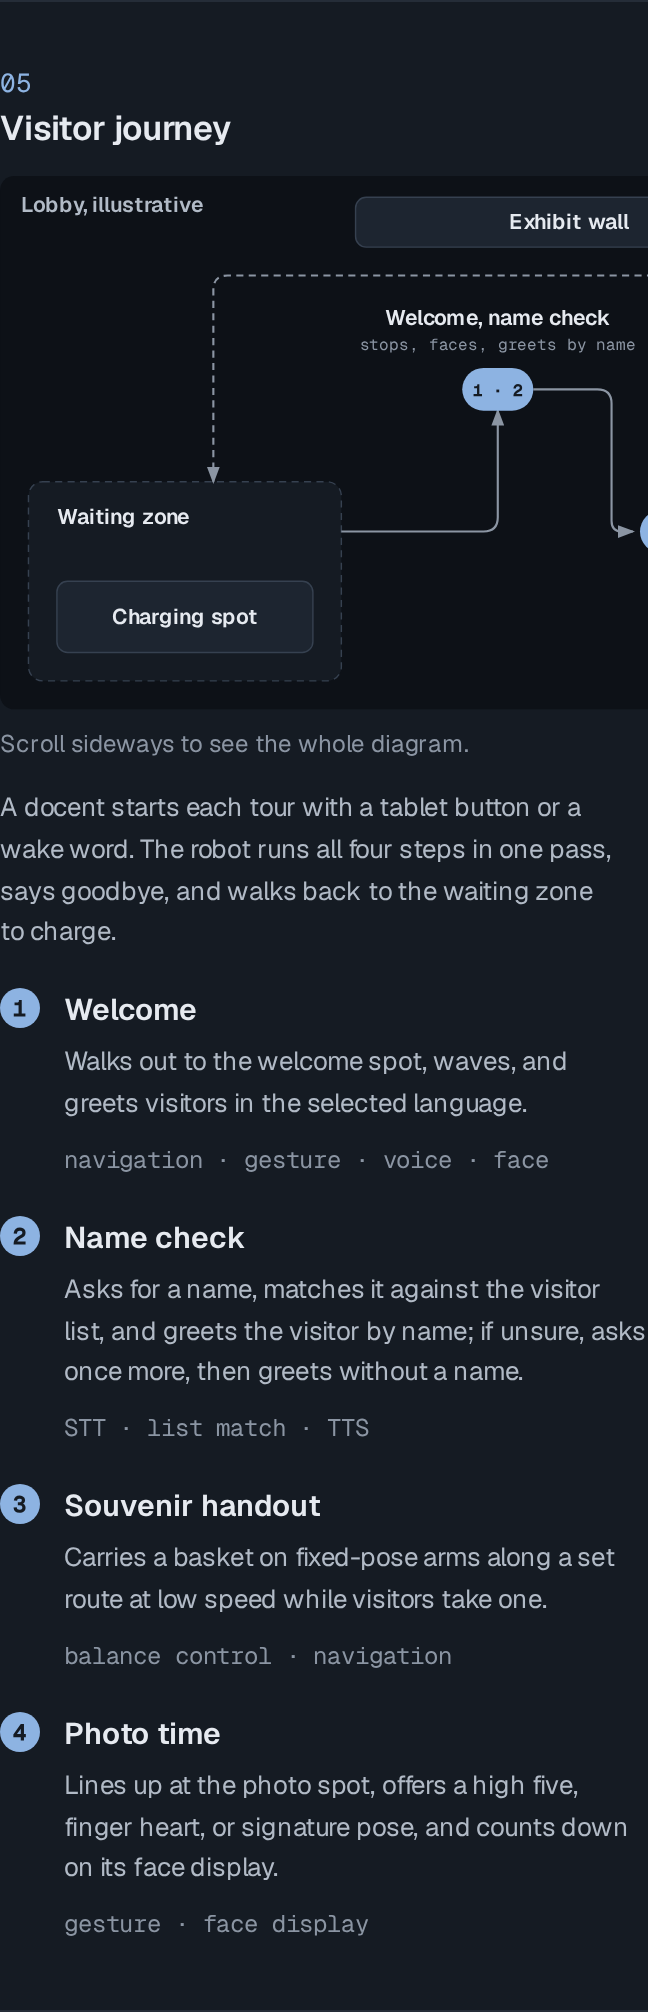 05
Visitor journey
Lobby, illustrative
Exhibit wall
Welcome, name check
stops, faces, greets by name
1 · 2
Waiting zone
Charging spot
Scroll sideways to see the whole diagram.
A docent starts each tour with a tablet button or a
wake word. The robot runs all four steps in one pass,
says goodbye, and walks back to the waiting zone
to charge.
1
Welcome
Walks out to the welcome spot, waves, and
greets visitors in the selected language.
navigation · gesture · voice · face
2
Name check
Asks for a name, matches it against the visitor
list, and greets the visitor by name; if unsure, asks
once more, then greets without a name.
STT · list match · TTS
3
Souvenir handout
Carries a basket on fixed-pose arms along a set
route at low speed while visitors take one.
balance control · navigation
4
Photo time
Lines up at the photo spot, offers a high five,
finger heart, or signature pose, and counts down
on its face display.
gesture · face display